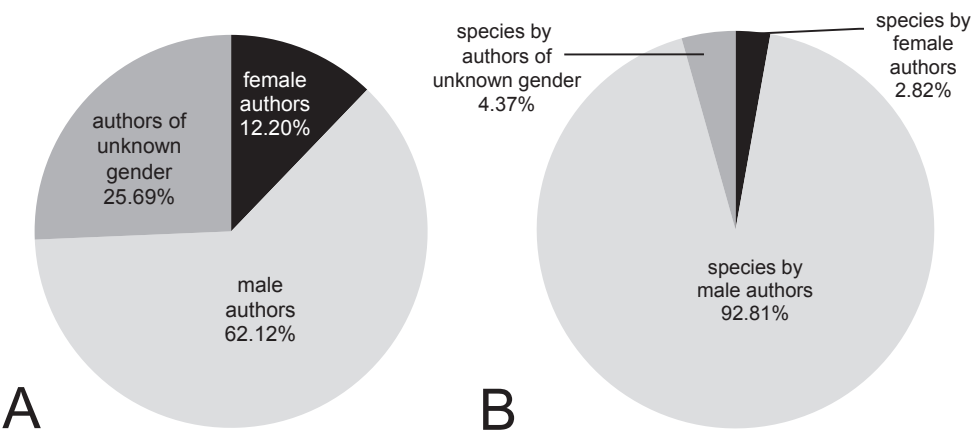 female
authors
12.20%
authors of
unknown
gender
25.69%
male
authors
62.12%
A
species by
authors of
unknown gender
4.37%
species by
female
authors
2.82%
species by
male authors
92.81%
B